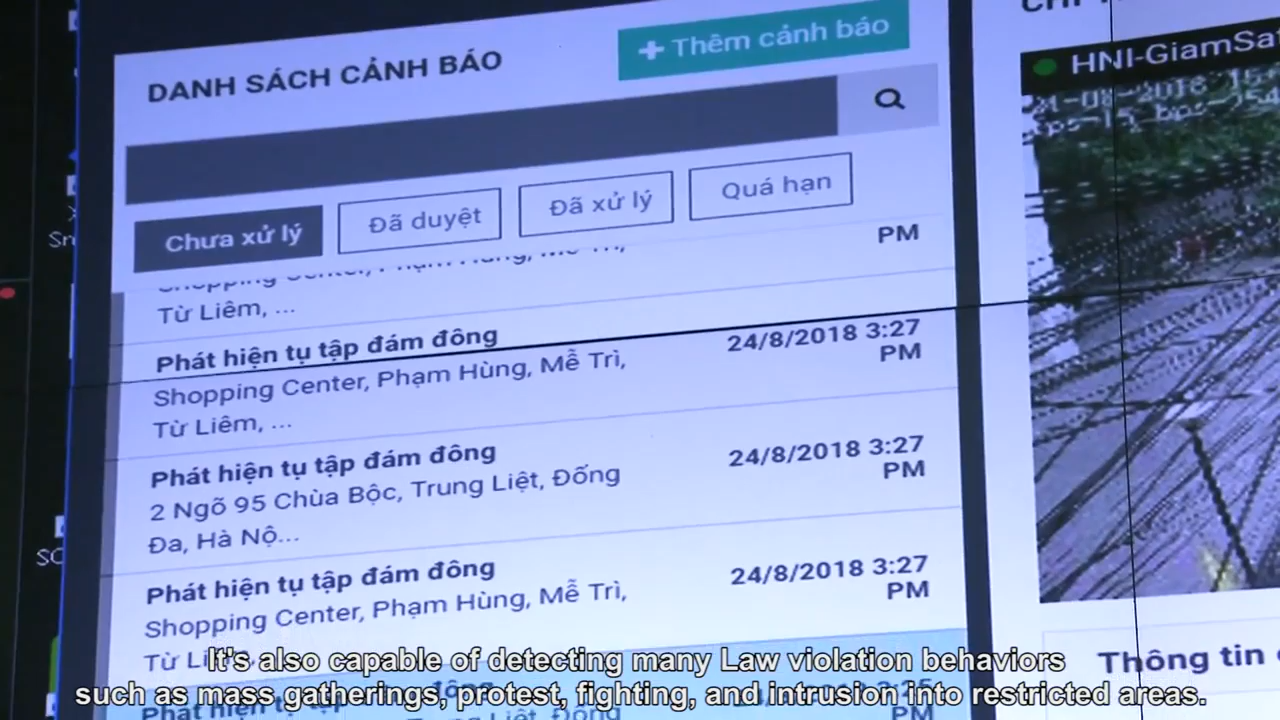 DANH SÁCH CẢNH BÁO
+ Thêm cảnh báo
Chưa xử lý
Đã duyệt
Đã xử lý
Quá hạn
PM
Từ Liêm, ...
Phát hiện tụ tập đám đông
24/8/2018 3:27
PM
Shopping Center, Phạm Hùng, Mễ Trì,
Từ Liêm, ...
Phát hiện tụ tập đám đông
24/8/2018 3:27
PM
2 Ngõ 95 Chùa Bộc, Trung Liệt, Đống
Đa, Hà Nộ...
Phát hiện tụ tập đám đông
24/8/2018 3:27
PM
Shopping Center, Phạm Hùng, Mễ Trì,
Từ
Phát hiện
PM
HNI-GiamSat
Thông tin
It's also capable of detecting many Law violation behaviors
such as mass gatherings, protest, fighting, and intrusion into restricted areas.